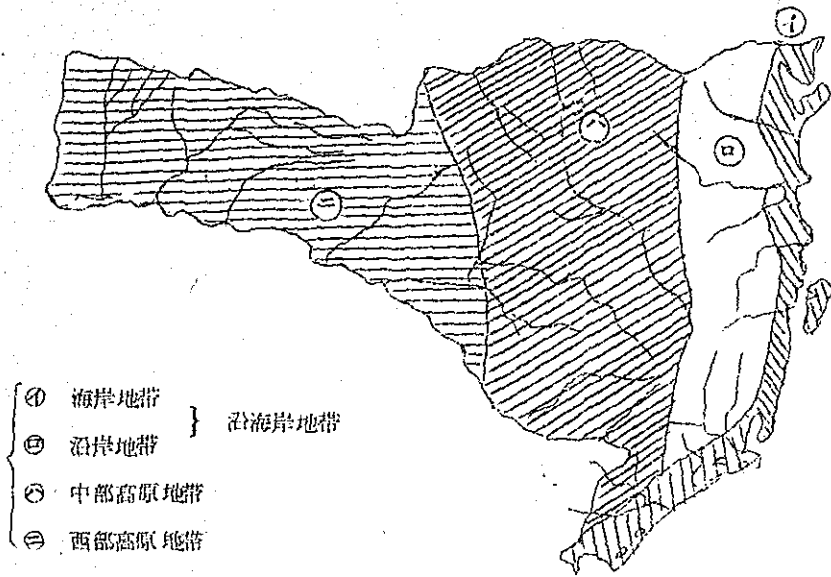 ㋑
㋺
㋩
㋥
㋑ 海岸地帯 } 沿海岸地帯
㋺ 沿岸地帯
㋩ 中部高原地帯
㋥ 西部高原地帯